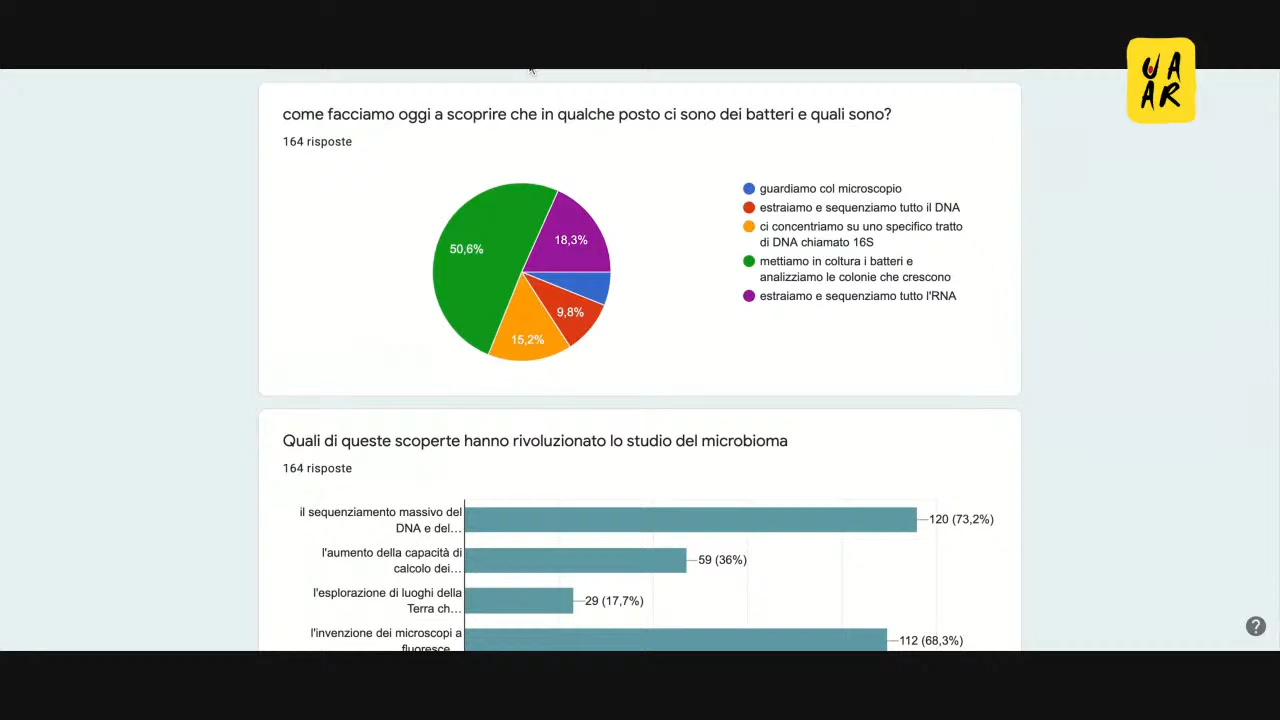 UA
AR
come facciamo oggi a scoprire che in qualche posto ci sono dei batteri e quali sono?
164 risposte
50,6%
18,3%
9,8%
15,2%
guardiamo col microscopio
estraiamo e sequenziamo tutto il DNA
ci concentriamo su uno specifico tratto
di DNA chiamato 16S
mettiamo in coltura i batteri e
analizziamo le colonie che crescono
estraiamo e sequenziamo tutto l'RNA
Quali di queste scoperte hanno rivoluzionato lo studio del microbioma
164 risposte
il sequenziamento massivo del
DNA e del…
120 (73,2%)
l'aumento della capacità di
calcolo dei…
59 (36%)
l'esplorazione di luoghi della
Terra ch…
29 (17,7%)
l'invenzione dei microscopi a
fluoresce…
112 (68,3%)
?